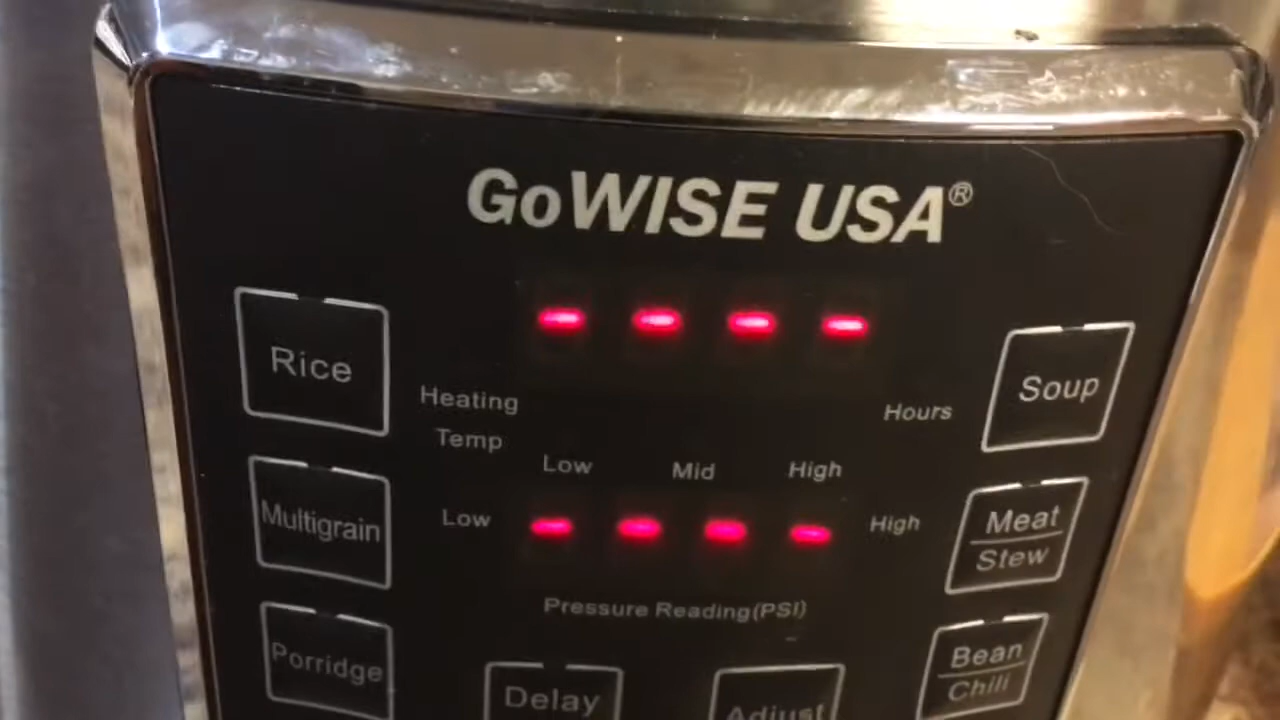 GoWISE USA®
- - - -
Rice
Soup
Heating
Temp
Hours
Low Mid High
Multigrain
Low - - - - High
Meat
Stew
Pressure Reading(PSI)
Porridge
Bean
Chili
Delay
Adjust